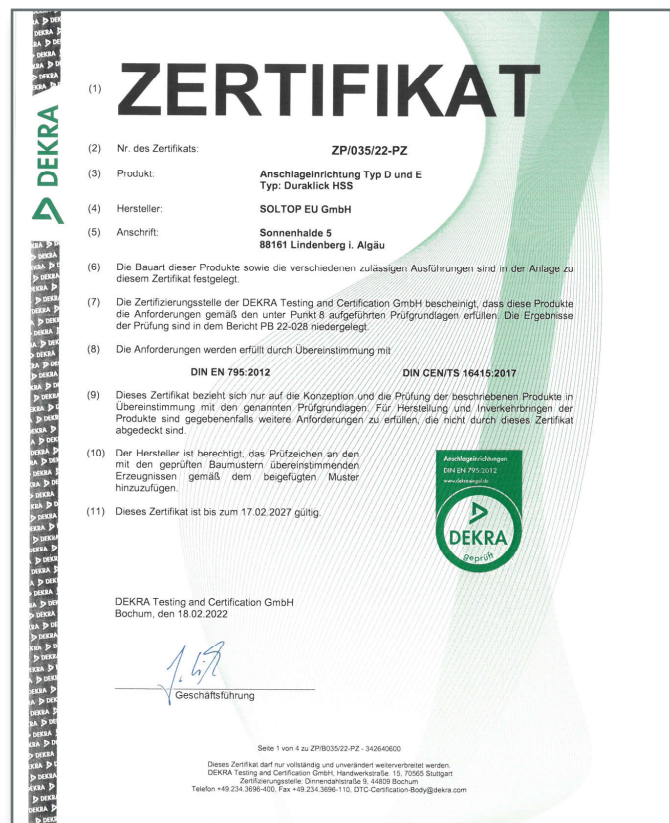 DEKRA
(1) ZERTIFIKAT
(2) Nr. des Zertifikats: ZP/035/22-PZ
(3) Produkt: Anschlageinrichtung Typ D und E
Typ: Duraklick HSS
(4) Hersteller: SOLTOP EU GmbH
(5) Anschrift: Sonnenhalde 5
88161 Lindenberg i. Algäu
(6) Die Bauart dieser Produkte sowie die verschiedenen zulässigen Ausführungen sind in der Anlage zu
diesem Zertifikat festgelegt.
(7) Die Zertifizierungsstelle der DEKRA Testing and Certification GmbH bescheinigt, dass diese Produkte
die Anforderungen gemäß den unter Punkt 8 aufgeführten Prüfgrundlagen erfüllen. Die Ergebnisse
der Prüfung sind in dem Bericht PB 22-028 niedergelegt.
(8) Die Anforderungen werden erfüllt durch Übereinstimmung mit
DIN EN 795:2012 DIN CEN/TS 16415:2017
(9) Dieses Zertifikat bezieht sich nur auf die Konzeption und die Prüfung der beschriebenen Produkte in
Übereinstimmung mit den genannten Prüfgrundlagen. Für Herstellung und Inverkehrbringen der
Produkte sind gegebenenfalls weitere Anforderungen zu erfüllen, die nicht durch dieses Zertifikat
abgedeckt sind.
(10) Der Hersteller ist berechtigt, das Prüfzeichen an den
mit den geprüften Baumustern übereinstimmenden
Erzeugnissen gemäß dem beigefügten Muster
hinzuzufügen.
Anschlageinrichtungen
DIN EN 795:2012
www.dekrasiegel.de
DEKRA
geprüft
(11) Dieses Zertifikat ist bis zum 17.02.2027 gültig.
DEKRA Testing and Certification GmbH
Bochum, den 18.02.2022
Geschäftsführung
Seite 1 von 4 zu ZP/B035/22-PZ - 342640600
Dieses Zertifikat darf nur vollständig und unverändert weiterverbreitet werden.
DEKRA Testing and Certification GmbH, Handwerkstraße. 15, 70565 Stuttgart
Zertifizierungsstelle: Dinnendahlstraße 9, 44809 Bochum
Telefon +49.234.3696-400, Fax +49.234.3696-110, DTC-Certification-Body@dekra.com